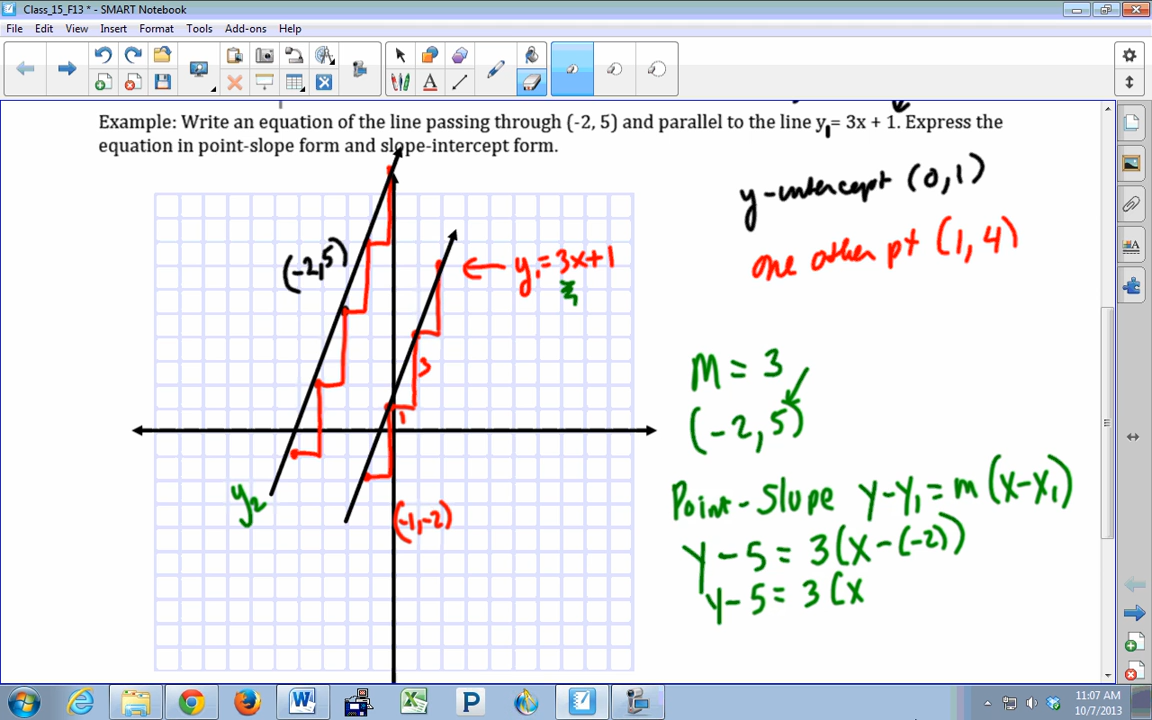 Class_15_F13 * - SMART Notebook
File Edit View Insert Format Tools Add-ons Help
Example: Write an equation of the line passing through (-2, 5) and parallel to the line y₁= 3x + 1. Express the
equation in point-slope form and slope-intercept form.
y-intercept (0,1)
one other pt (1,4)
(-2,5)
y₁=3x+1
3
1
m = 3
(-2,5)
y₂
(-1,-2)
Point-Slope y-y₁=m(x-x₁)
y-5=3(x-(-2))
y-5=3(x
11:07 AM
10/7/2013